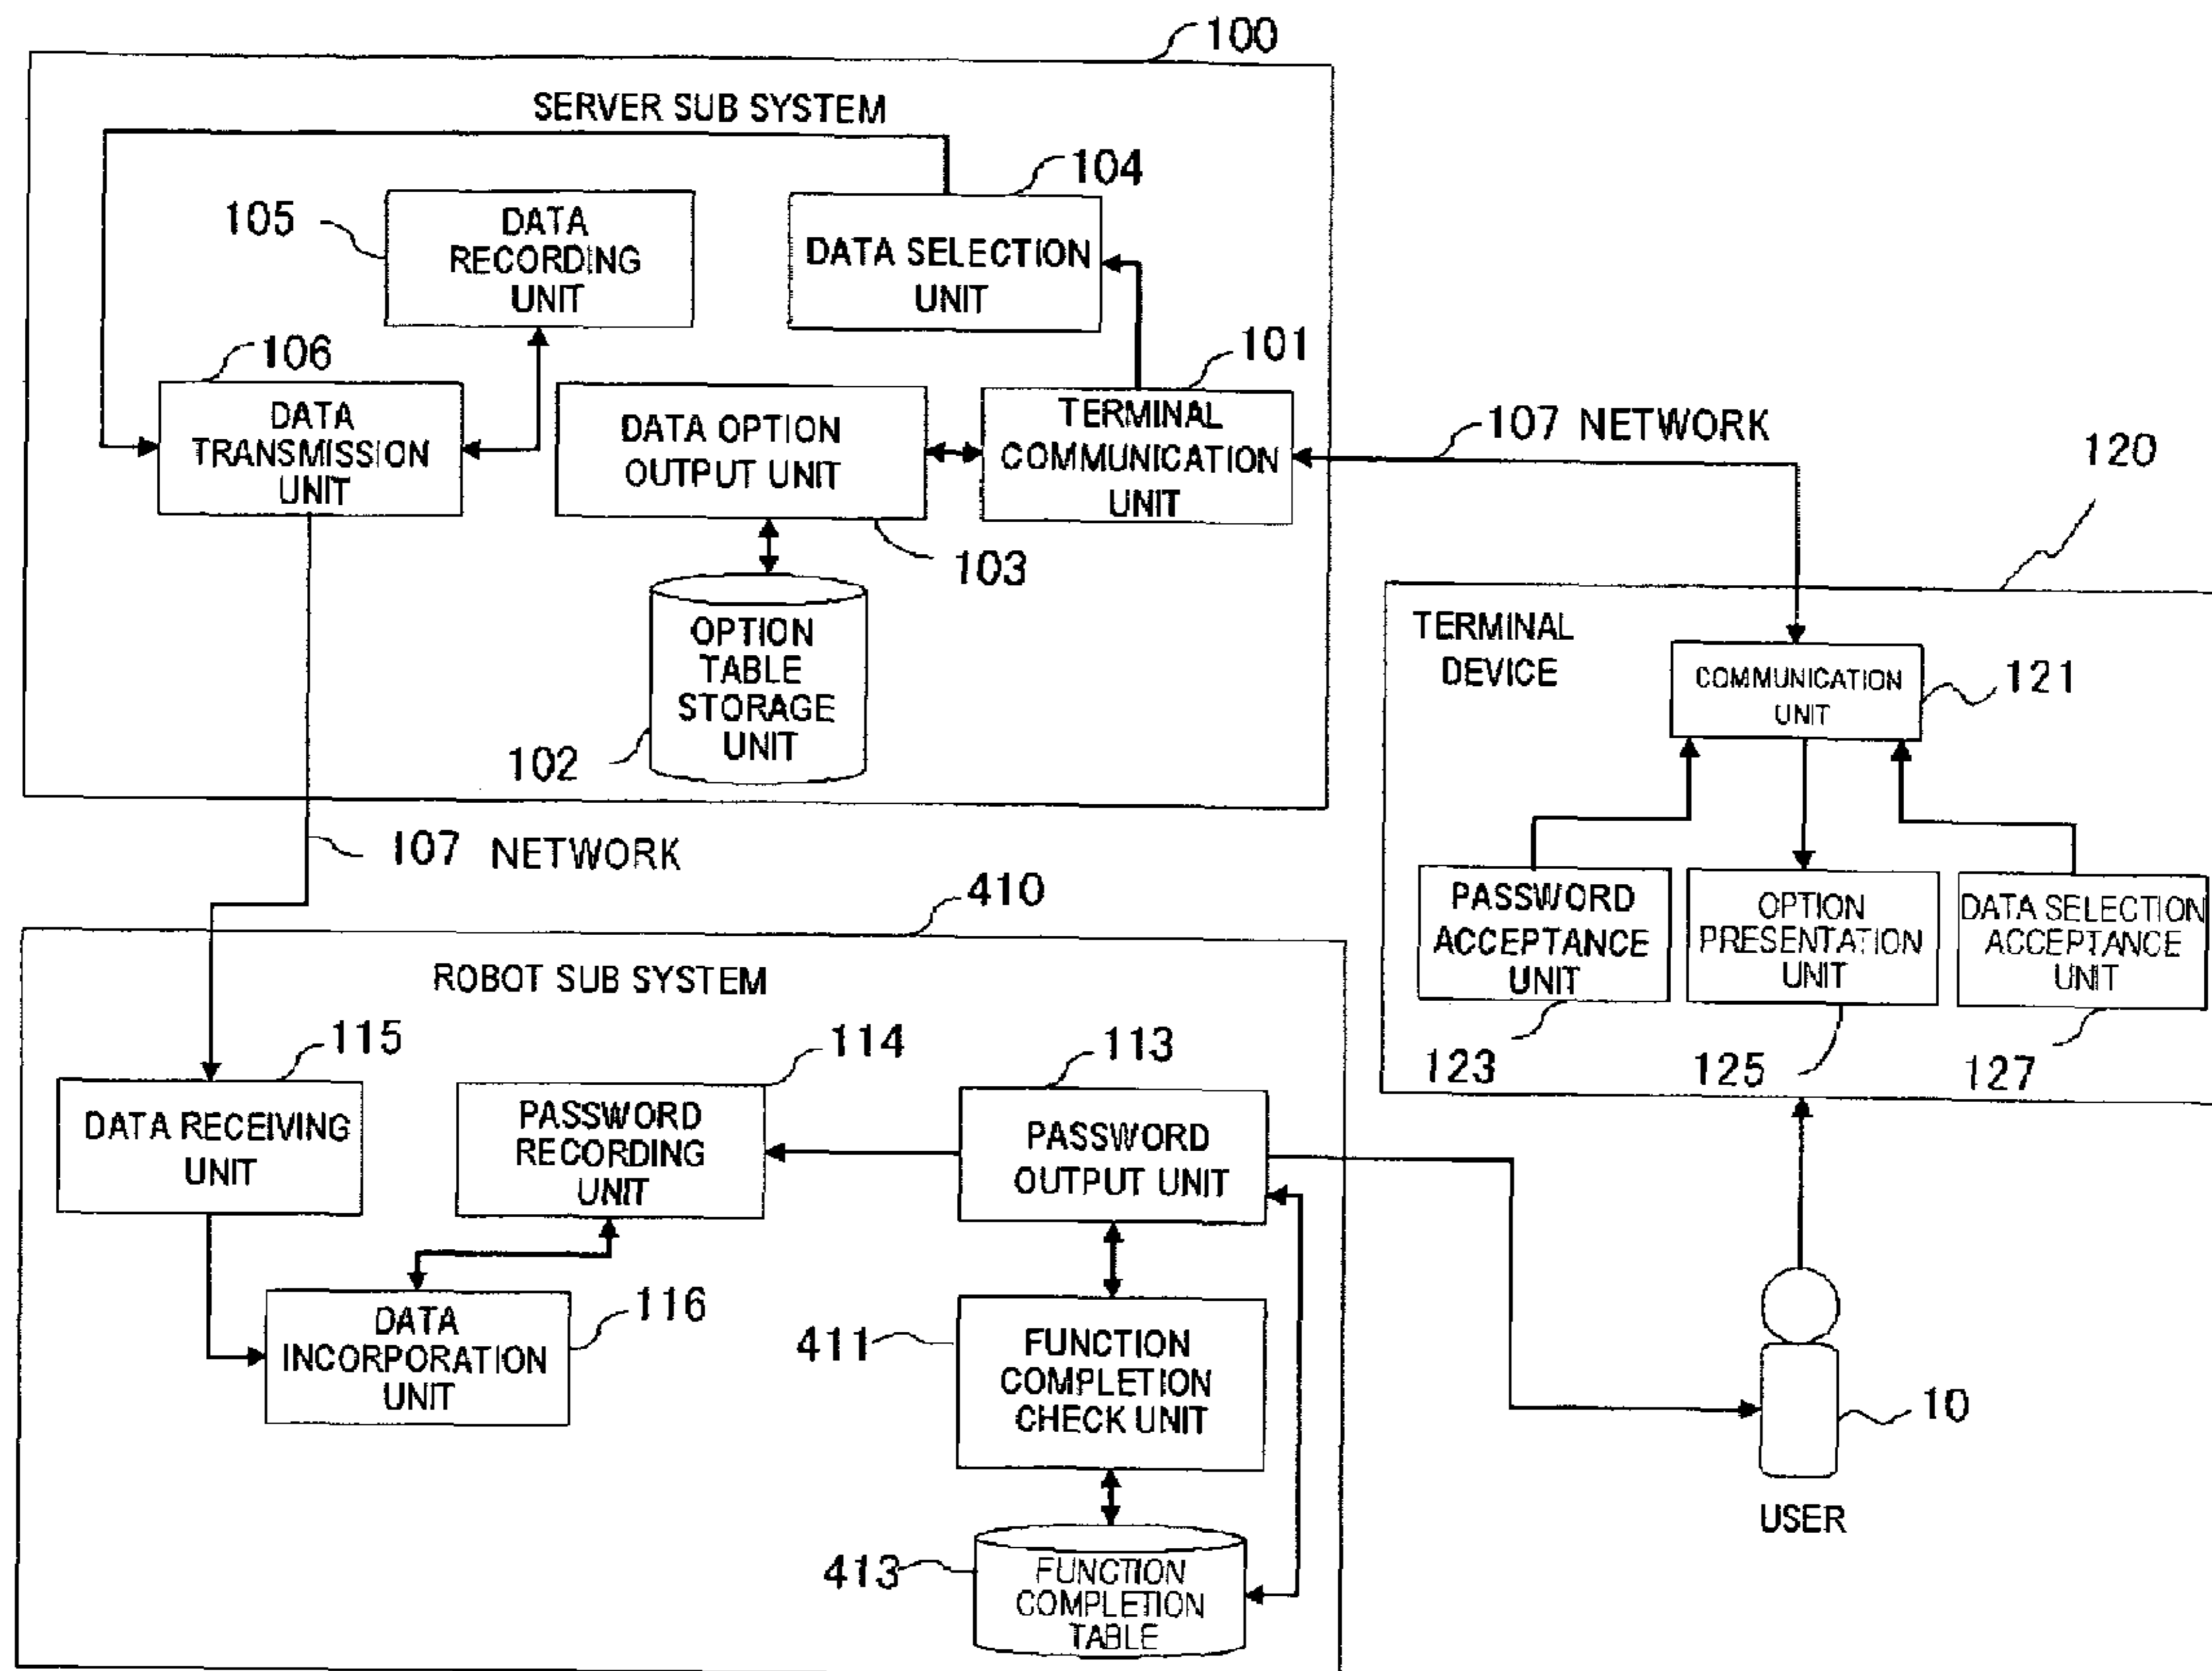 100
SERVER SUB SYSTEM
104
105
DATA
RECORDING
UNIT
DATA SELECTION
UNIT
106
101
DATA
TRANSMISSION
UNIT
DATA OPTION
OUTPUT UNIT
TERMINAL
COMMUNICATION
UNIT
107 NETWORK
120
103
OPTION
TABLE
STORAGE
UNIT
102
TERMINAL
DEVICE
COMMUNICATION
UNIT
121
107 NETWORK
PASSWORD
ACCEPTANCE
UNIT
OPTION
PRESENTATION
UNIT
DATA SELECTION
ACCEPTANCE
UNIT
123
125
127
410
ROBOT SUB SYSTEM
115
114
113
DATA RECEIVING
UNIT
PASSWORD
RECORDING
UNIT
PASSWORD
OUTPUT UNIT
DATA
INCORPORATION
UNIT
116
411
FUNCTION
COMPLETION
CHECK UNIT
10
USER
413
FUNCTION
COMPLETION
TABLE